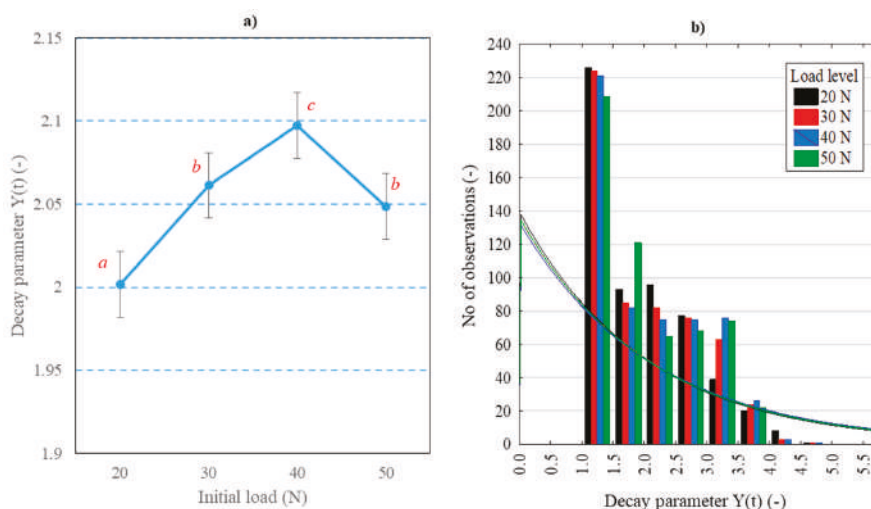 a)
2.15
2.1
2.05
2
1.95
1.9
a
b
c
b
20 30 40 50
Initial load (N)
Decay parameter Y(t) (-)
b)
240
220
200
180
160
140
120
100
80
60
40
20
0
No of observations (-)
Load level
20 N
30 N
40 N
50 N
0.0 1.0 1.5 2.0 2.5 3.0 3.5 4.0 4.5 5.0 5.5
Decay parameter Y(t) (-)